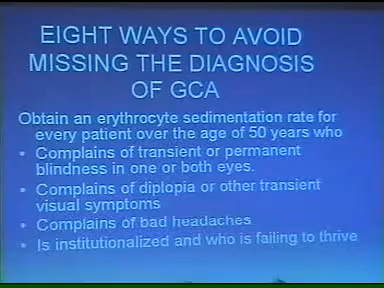 EIGHT WAYS TO AVOID
MISSING THE DIAGNOSIS
OF GCA
Obtain an erythrocyte sedimentation rate for
every patient over the age of 50 years who
• Complains of transient or permanent
blindness in one or both eyes.
• Complains of diplopia or other transient
visual symptoms
• Complains of bad headaches
• Is institutionalized and who is failing to thrive